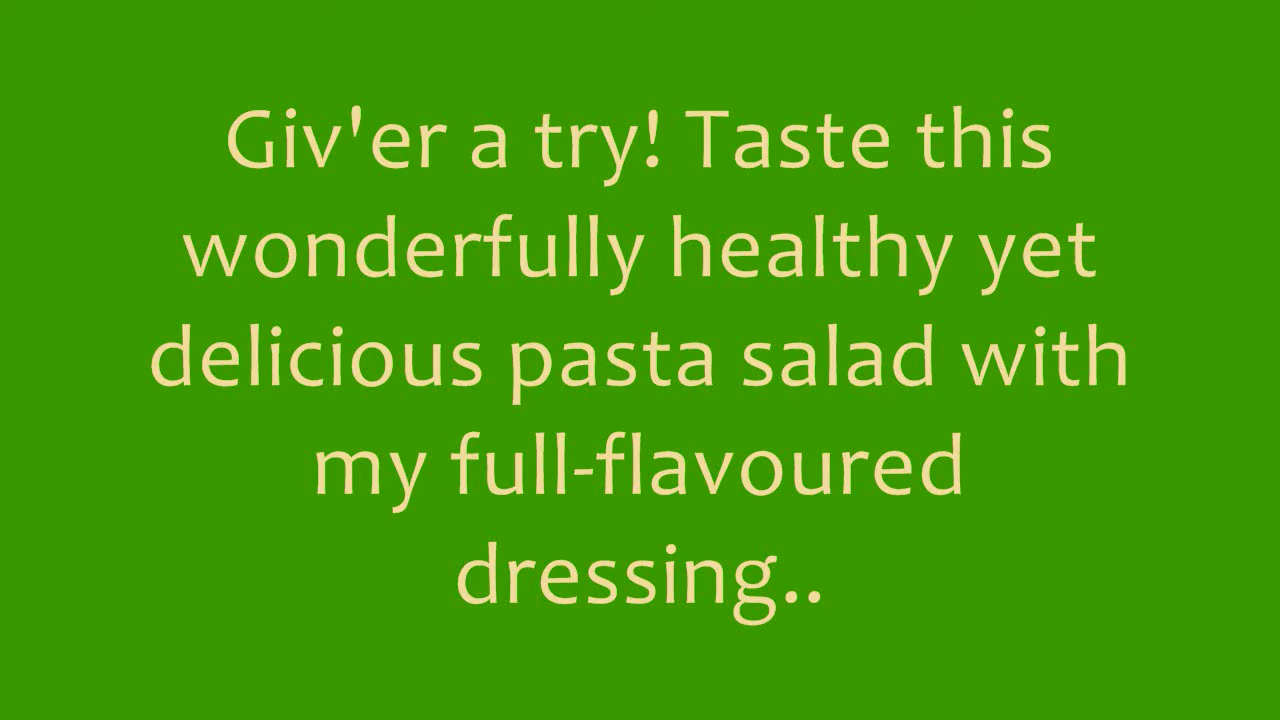 Giv'er a try! Taste this
wonderfully healthy yet
delicious pasta salad with
my full-flavoured
dressing..